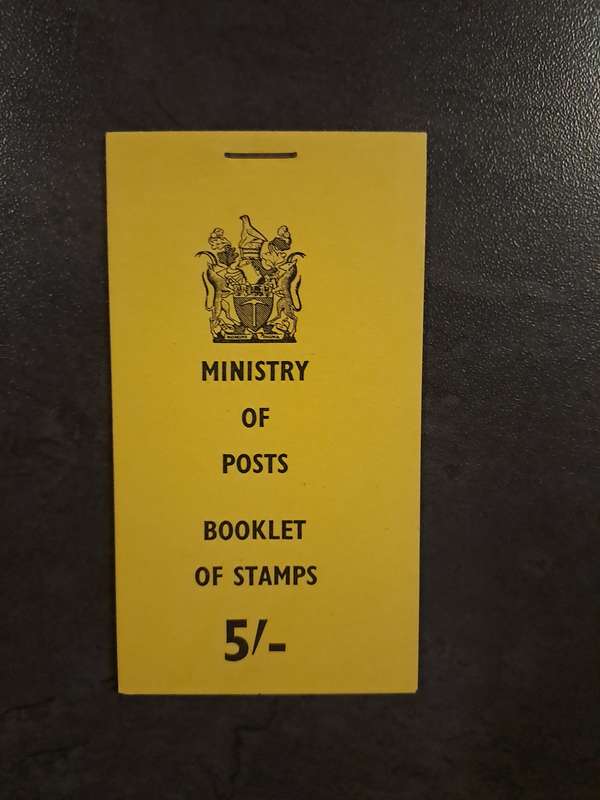 MINISTRY
OF
POSTS
BOOKLET
OF STAMPS
5/-